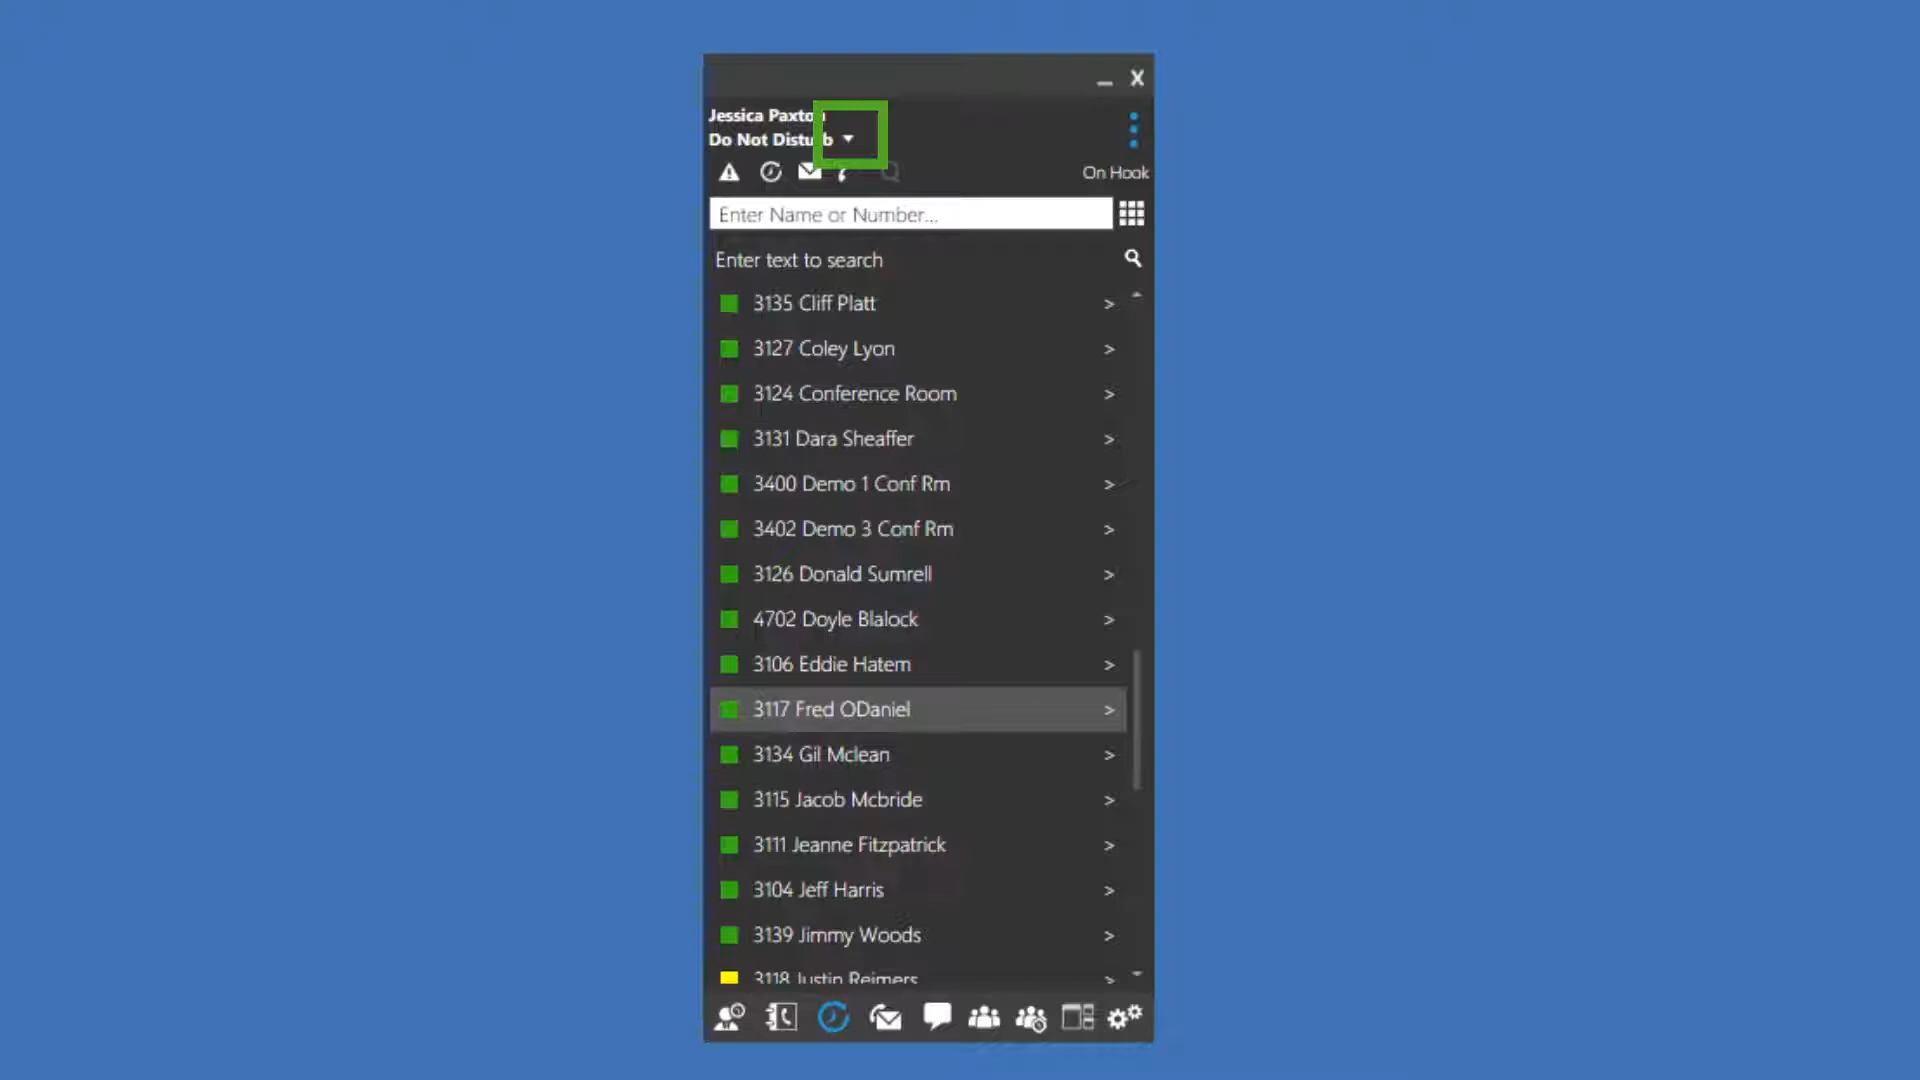 Jessica Paxton
Do Not Disturb
On Hook
Enter Name or Number...
Enter text to search
3135 Cliff Platt >
3127 Coley Lyon >
3124 Conference Room >
3131 Dara Sheaffer >
3400 Demo 1 Conf Rm >
3402 Demo 3 Conf Rm >
3126 Donald Sumrell >
4702 Doyle Blalock >
3106 Eddie Hatem >
3117 Fred ODaniel >
3134 Gil Mclean >
3115 Jacob Mcbride >
3111 Jeanne Fitzpatrick >
3104 Jeff Harris >
3139 Jimmy Woods >
3118 Justin Reimers >